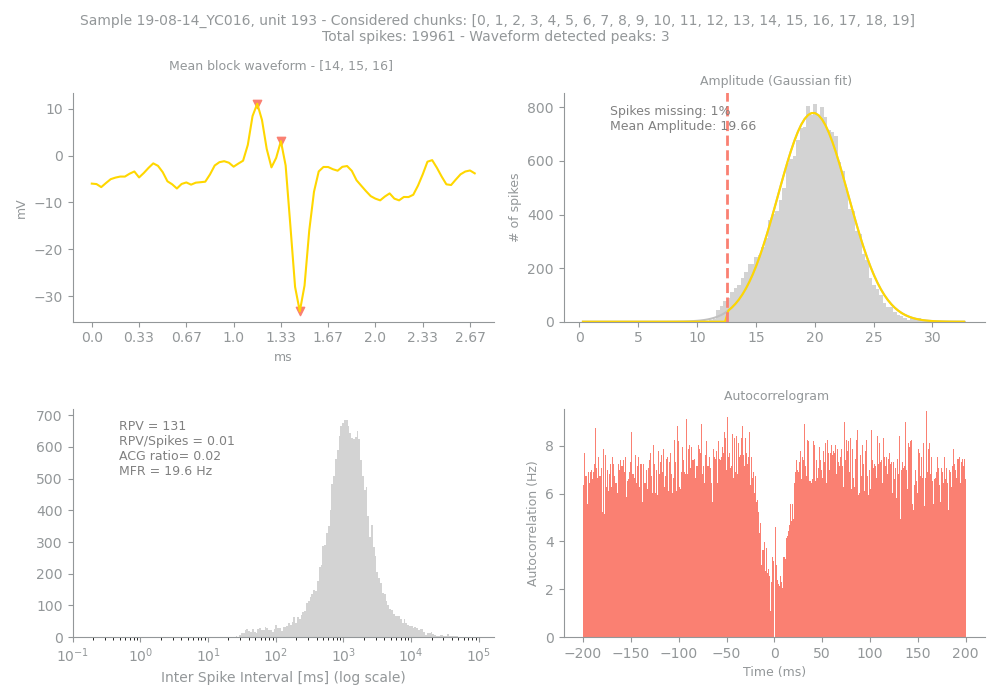 Sample 19-08-14_YC016, unit 193 - Considered chunks: [0, 1, 2, 3, 4, 5, 6, 7, 8, 9, 10, 11, 12, 13, 14, 15, 16, 17, 18, 19]
Total spikes: 19961 - Waveform detected peaks: 3
Mean block waveform - [14, 15, 16]
10
0
−10
−20
−30
mV
0.0 0.33 0.67 1.0 1.33 1.67 2.0 2.33 2.67
ms
Amplitude (Gaussian fit)
Spikes missing: 1%
Mean Amplitude: 19.66
800
600
400
200
0
# of spikes
0 5 10 15 20 25 30
RPV = 131
RPV/Spikes = 0.01
ACG ratio= 0.02
MFR = 19.6 Hz
700
600
500
400
300
200
100
0
10−1 100 101 102 103 104 105
Inter Spike Interval [ms] (log scale)
Autocorrelogram
8
6
4
2
0
Autocorrelation (Hz)
−200 −150 −100 −50 0 50 100 150 200
Time (ms)